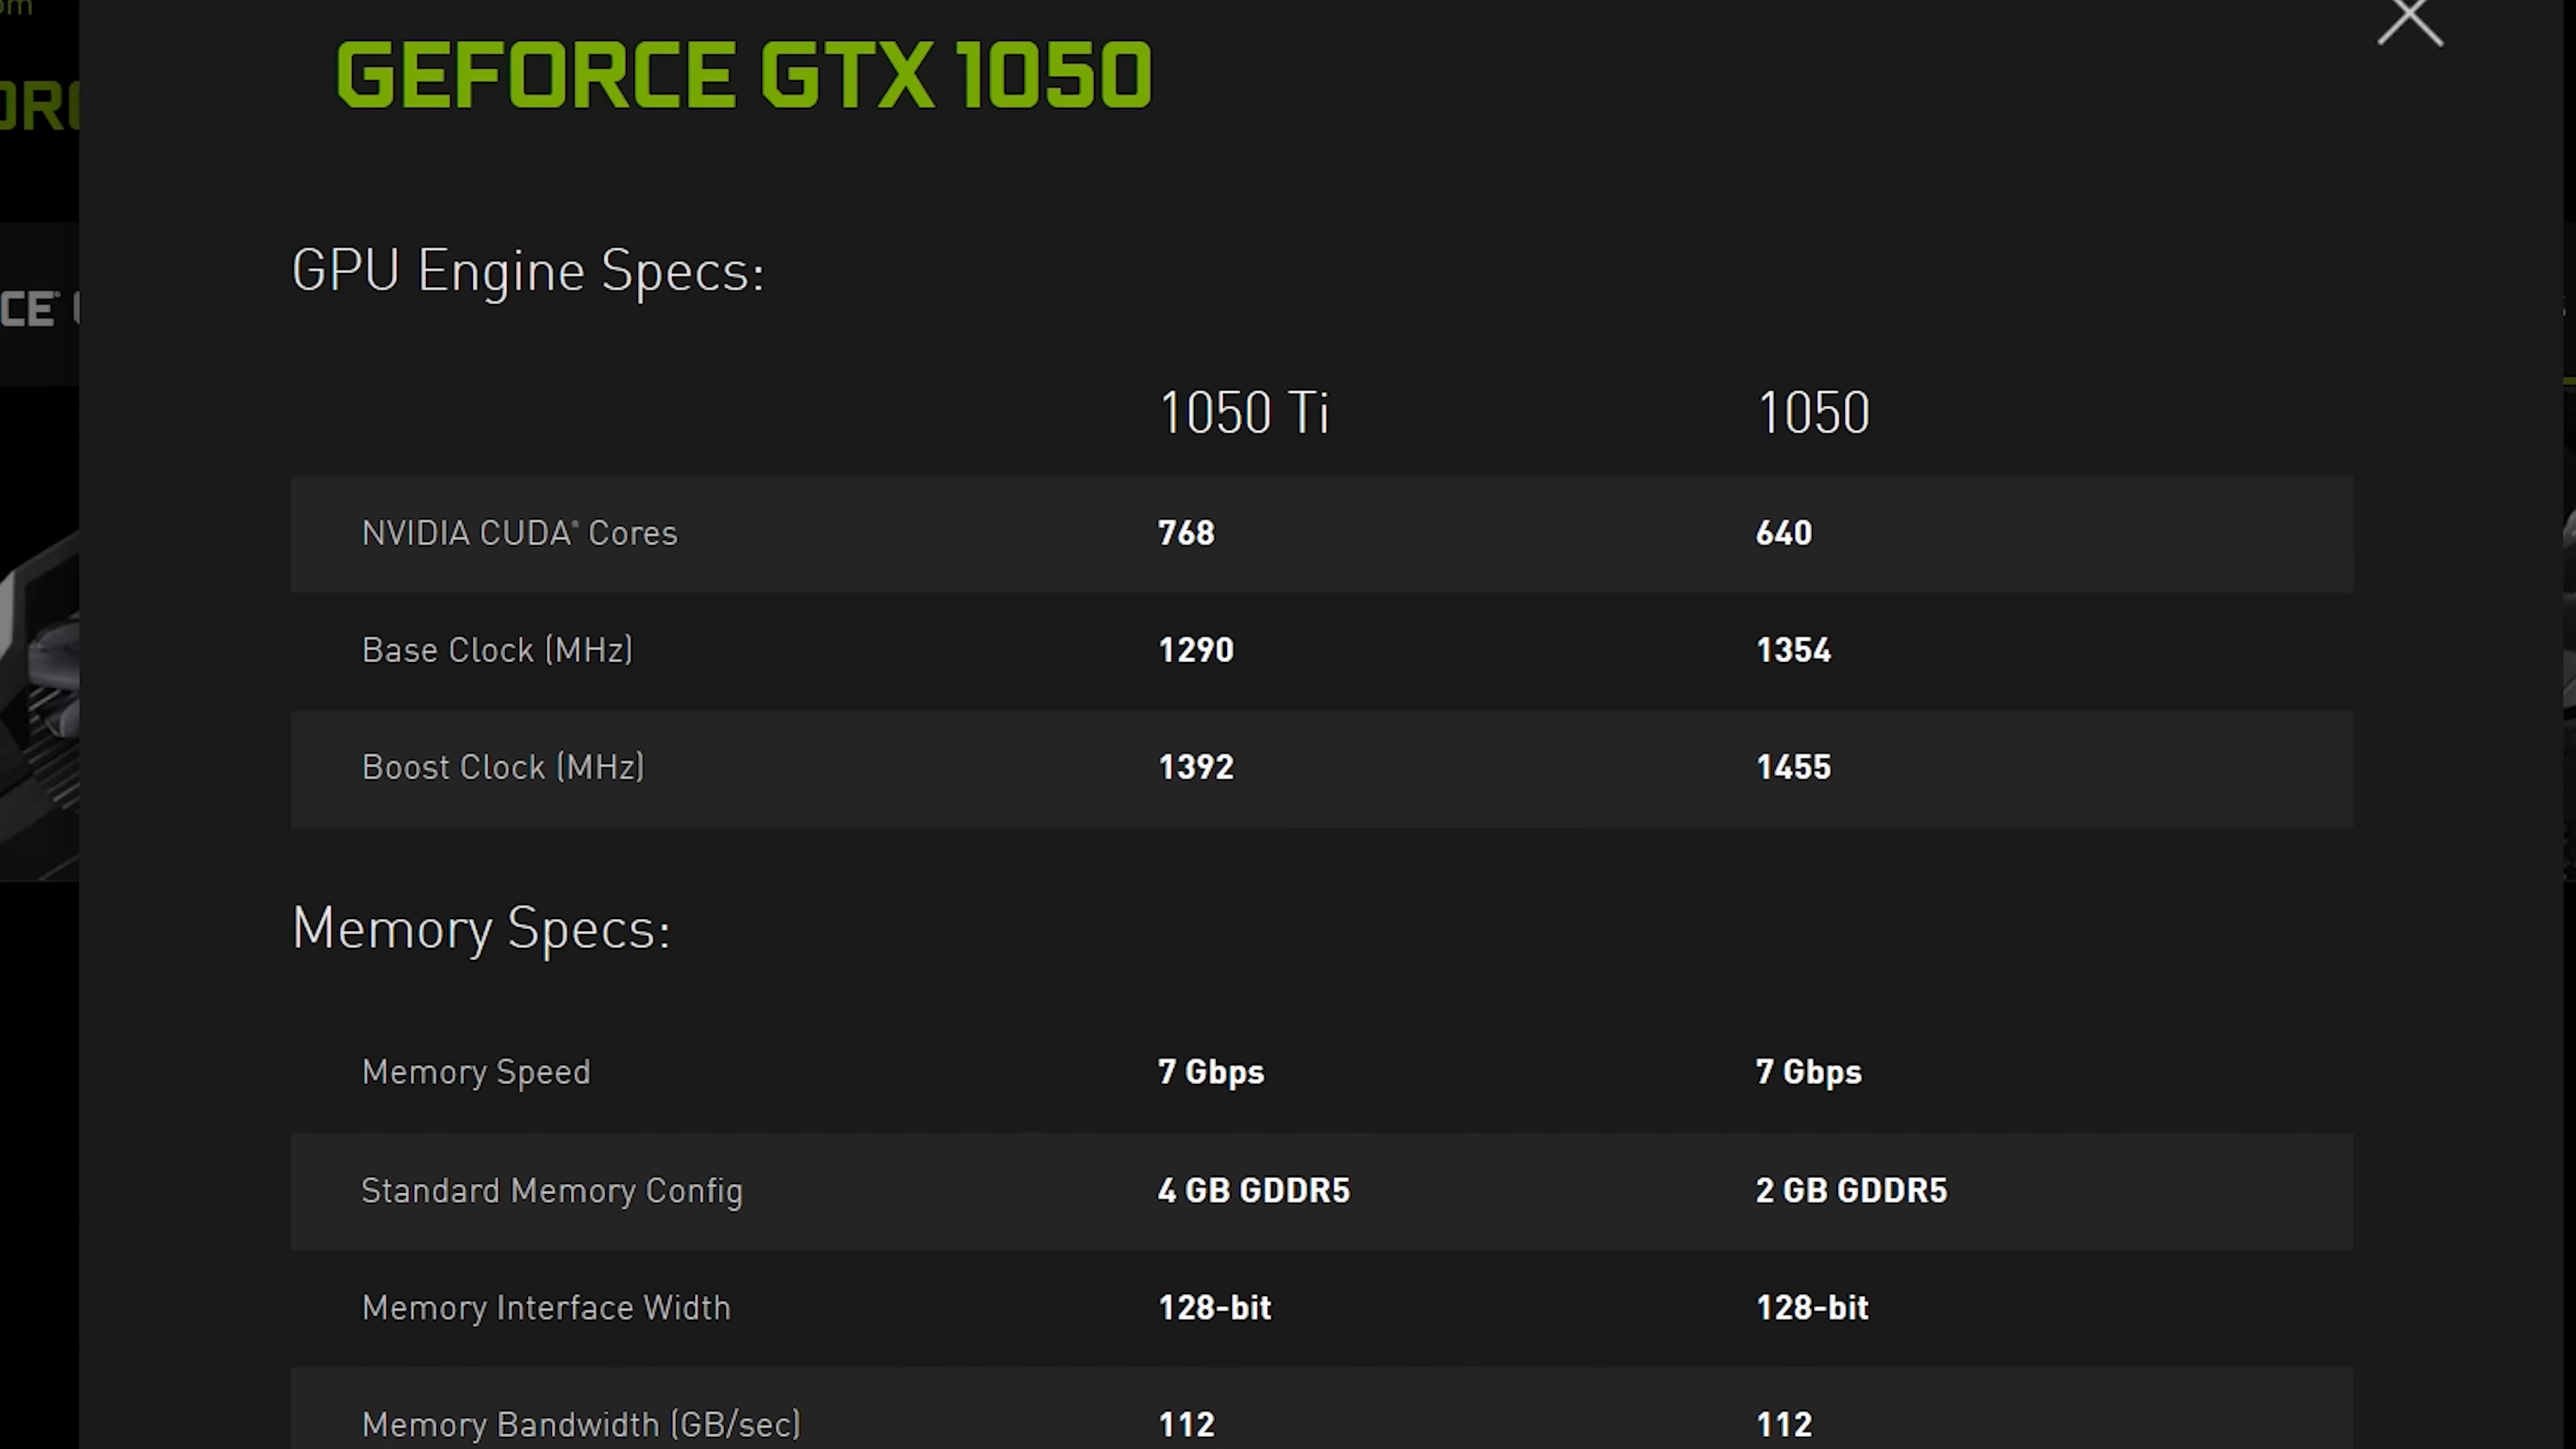 om
GEFORCE GTX 1050
GPU Engine Specs:
1050 Ti 1050
NVIDIA CUDA® Cores 768 640
Base Clock (MHz) 1290 1354
Boost Clock (MHz) 1392 1455
Memory Specs:
Memory Speed 7 Gbps 7 Gbps
Standard Memory Config 4 GB GDDR5 2 GB GDDR5
Memory Interface Width 128-bit 128-bit
Memory Bandwidth (GB/sec) 112 112